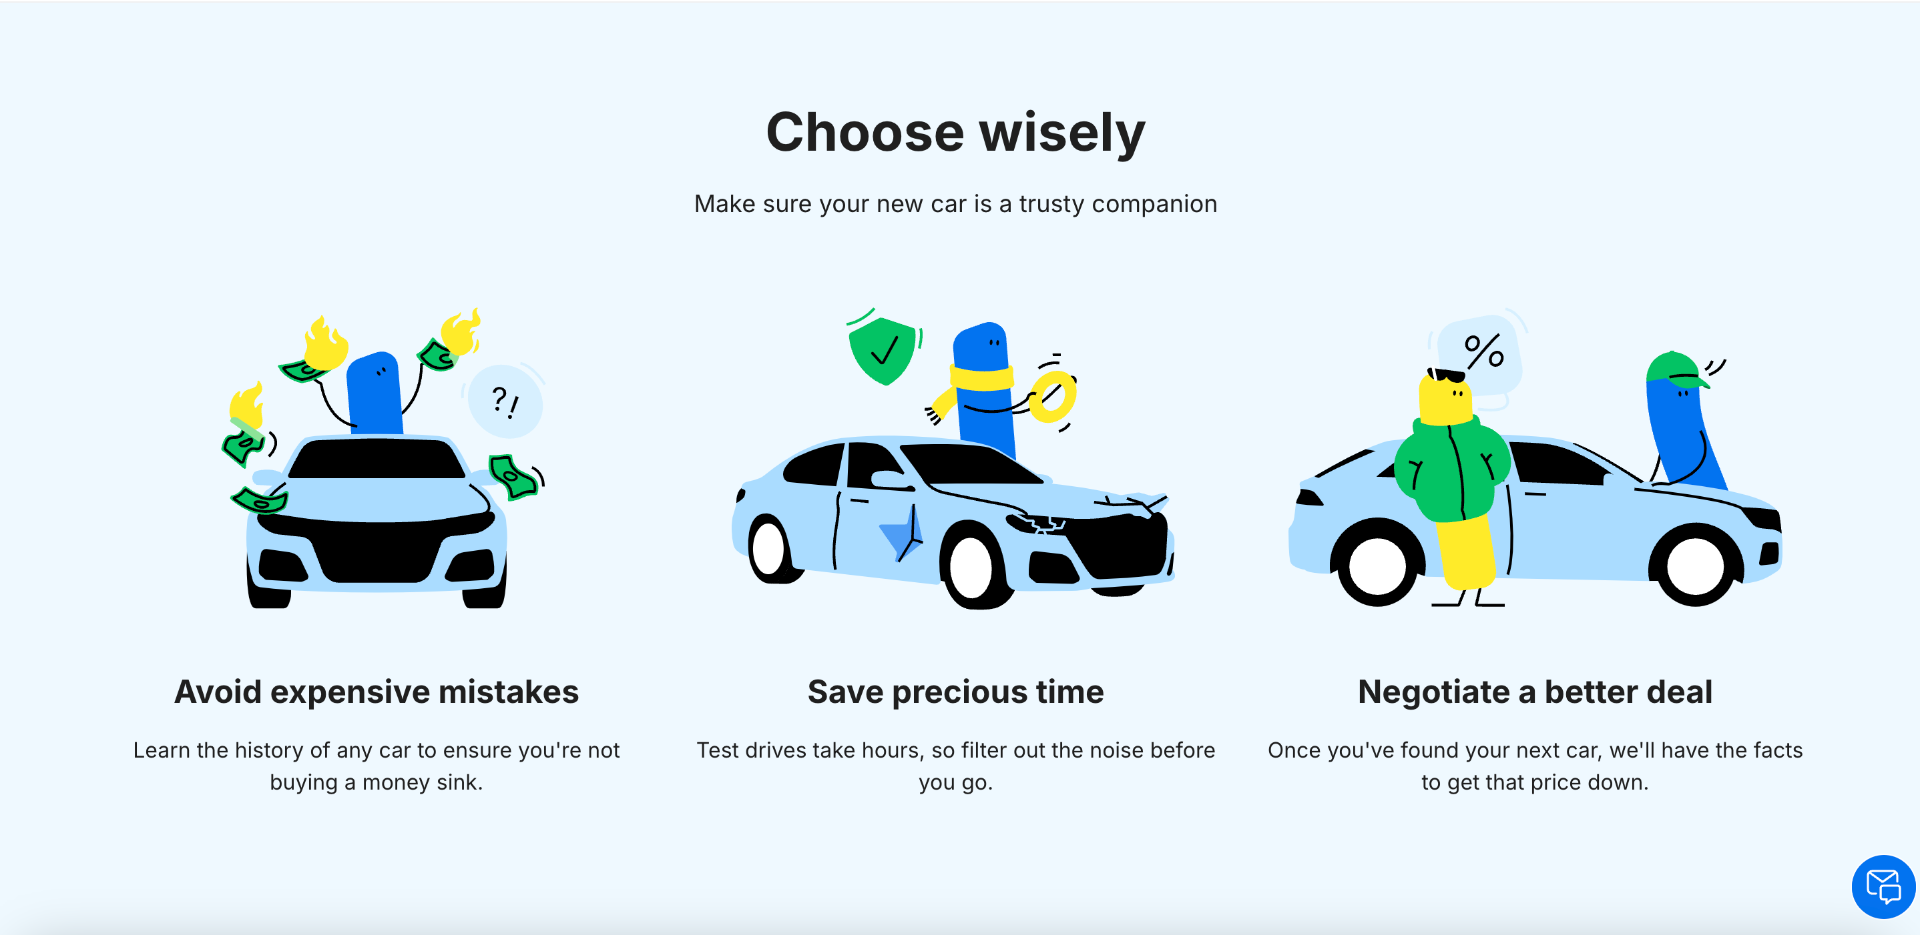 Choose wisely
Make sure your new car is a trusty companion
?!
%
Avoid expensive mistakes
Learn the history of any car to ensure you're not
buying a money sink.
Save precious time
Test drives take hours, so filter out the noise before
you go.
Negotiate a better deal
Once you've found your next car, we'll have the facts
to get that price down.